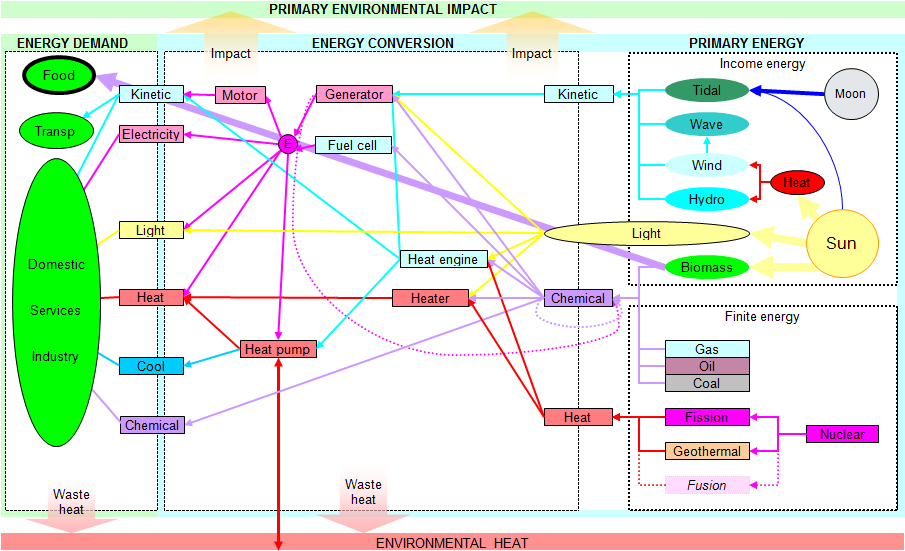 PRIMARY ENVIRONMENTAL IMPACT
ENERGY DEMAND
ENERGY CONVERSION
PRIMARY ENERGY
Impact
Impact
Income energy
Food
Kinetic
Motor
Generator
Kinetic
Tidal
Moon
Transp
Electricity
E
Fuel cell
Wave
Wind
Heat
Hydro
Light
Light
Sun
Domestic
Services
Industry
Heat engine
Biomass
Heat
Heater
Chemical
Finite energy
Heat pump
Gas
Oil
Coal
Cool
Chemical
Heat
Fission
Nuclear
Geothermal
Fusion
Waste
heat
Waste
heat
ENVIRONMENTAL HEAT